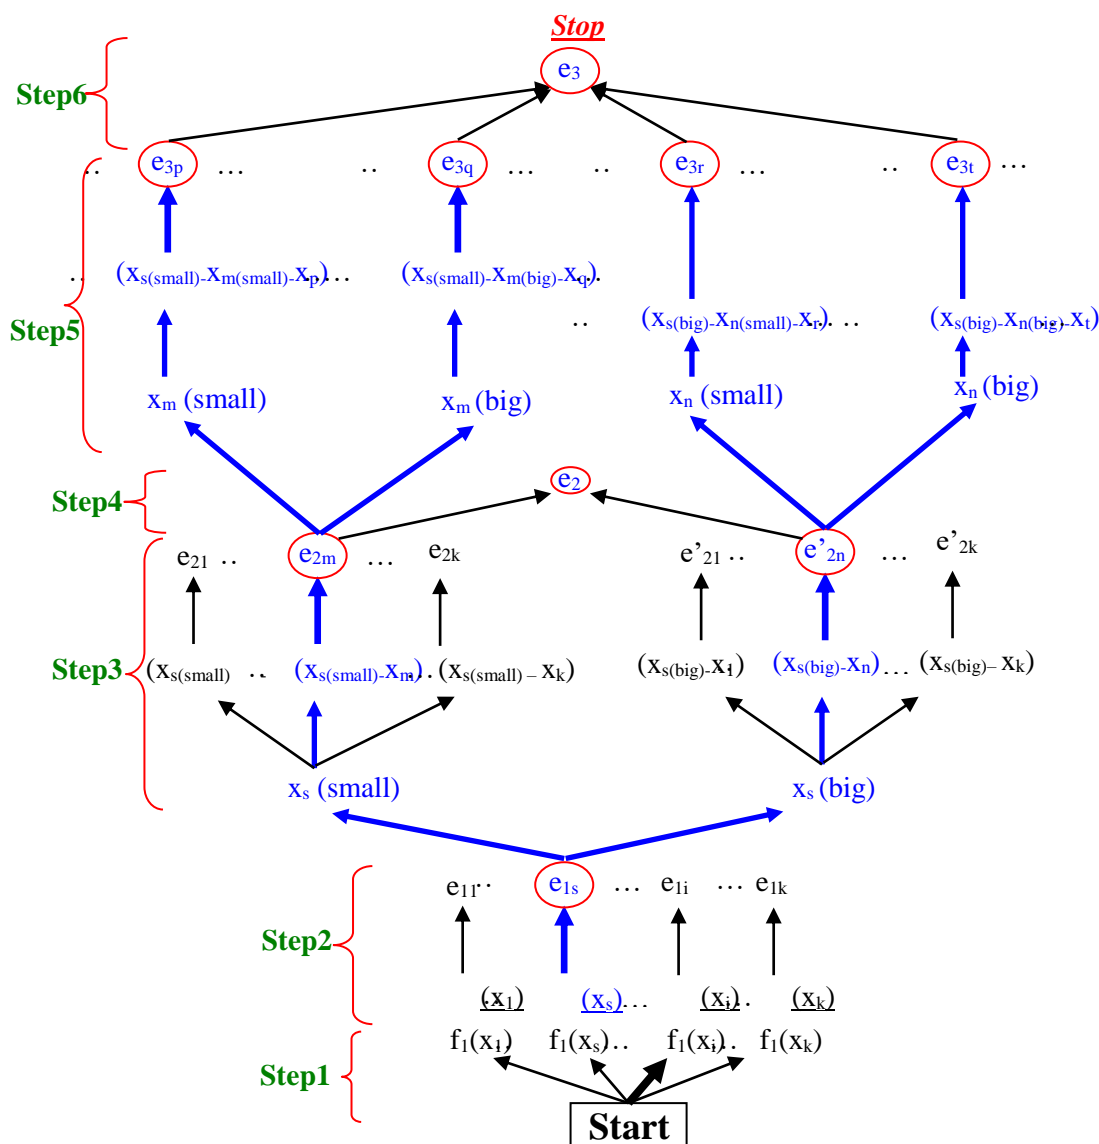 Stop
e3
Step6
.. e3p ... .. e3q ... .. e3r ... .. e3t ...
.. (xs(small)-xm(small)-xp) .... (xs(small)-xm(big)-xq)
Step5
.. (xs(big)-xn(small)-xr) ... .. (xs(big)-xn(big)-xt)
xm (small) xm (big) xn (small) xn (big)
Step4
e2
e21 .. e2m ... e2k e’21 .. e’2n ... e’2k
Step3
(xs(small) .. (xs(small)-xm) ... (xs(small) – xk) (xs(big)-x1) (xs(big)-xn) ... (xs(big)– xk)
xs (small) xs (big)
e11 .. e1s ... e1i ... e1k
Step2
(x1) (xs) ... (xi) .. (xk)
f1(x1) f1(xs) .. f1(xi) .. f1(xk)
Step1
Start